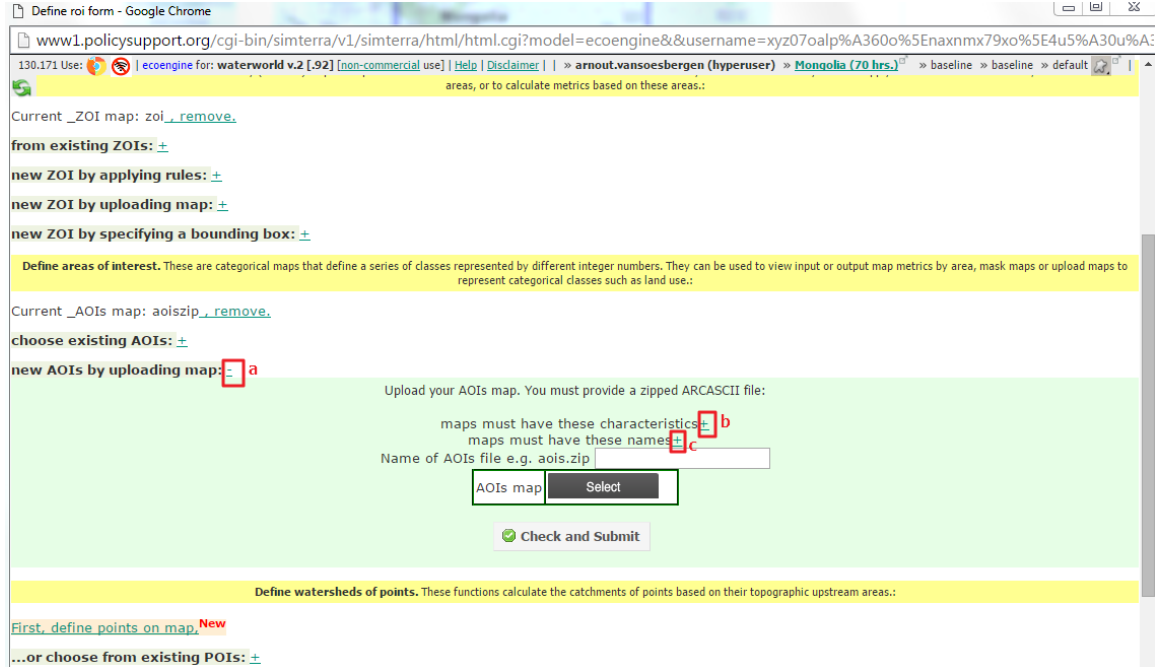 Define roi form - Google Chrome
www1.policysupport.org/cgi-bin/simterra/v1/simterra/html/html.cgi?model=ecoengine&&username=xyz07oalp%A360o%5Enaxnmx79xo%5E4u5%A30u%A3
130.171 Use: | ecoengine for: waterworld v.2 [.92] [non-commercial use] | Help | Disclaimer | | » arnout.vansoesbergen (hyperuser) » Mongolia (70 hrs.) » baseline » baseline » default |
areas, or to calculate metrics based on these areas.:
Current _ZOI map: zoi , remove.
from existing ZOIs: +
new ZOI by applying rules: +
new ZOI by uploading map: +
new ZOI by specifying a bounding box: +
Define areas of interest. These are categorical maps that define a series of classes represented by different integer numbers. They can be used to view input or output map metrics by area, mask maps or upload maps to
represent categorical classes such as land use.:
Current _AOIs map: aoiszip , remove.
choose existing AOIs: +
new AOIs by uploading map: - a
Upload your AOIs map. You must provide a zipped ARCASCII file:
maps must have these characteristics+ b
maps must have these names+ c
Name of AOIs file e.g. aois.zip
AOIs map Select
Check and Submit
Define watersheds of points. These functions calculate the catchments of points based on their topographic upstream areas.:
First, define points on map, New
...or choose from existing POIs: +